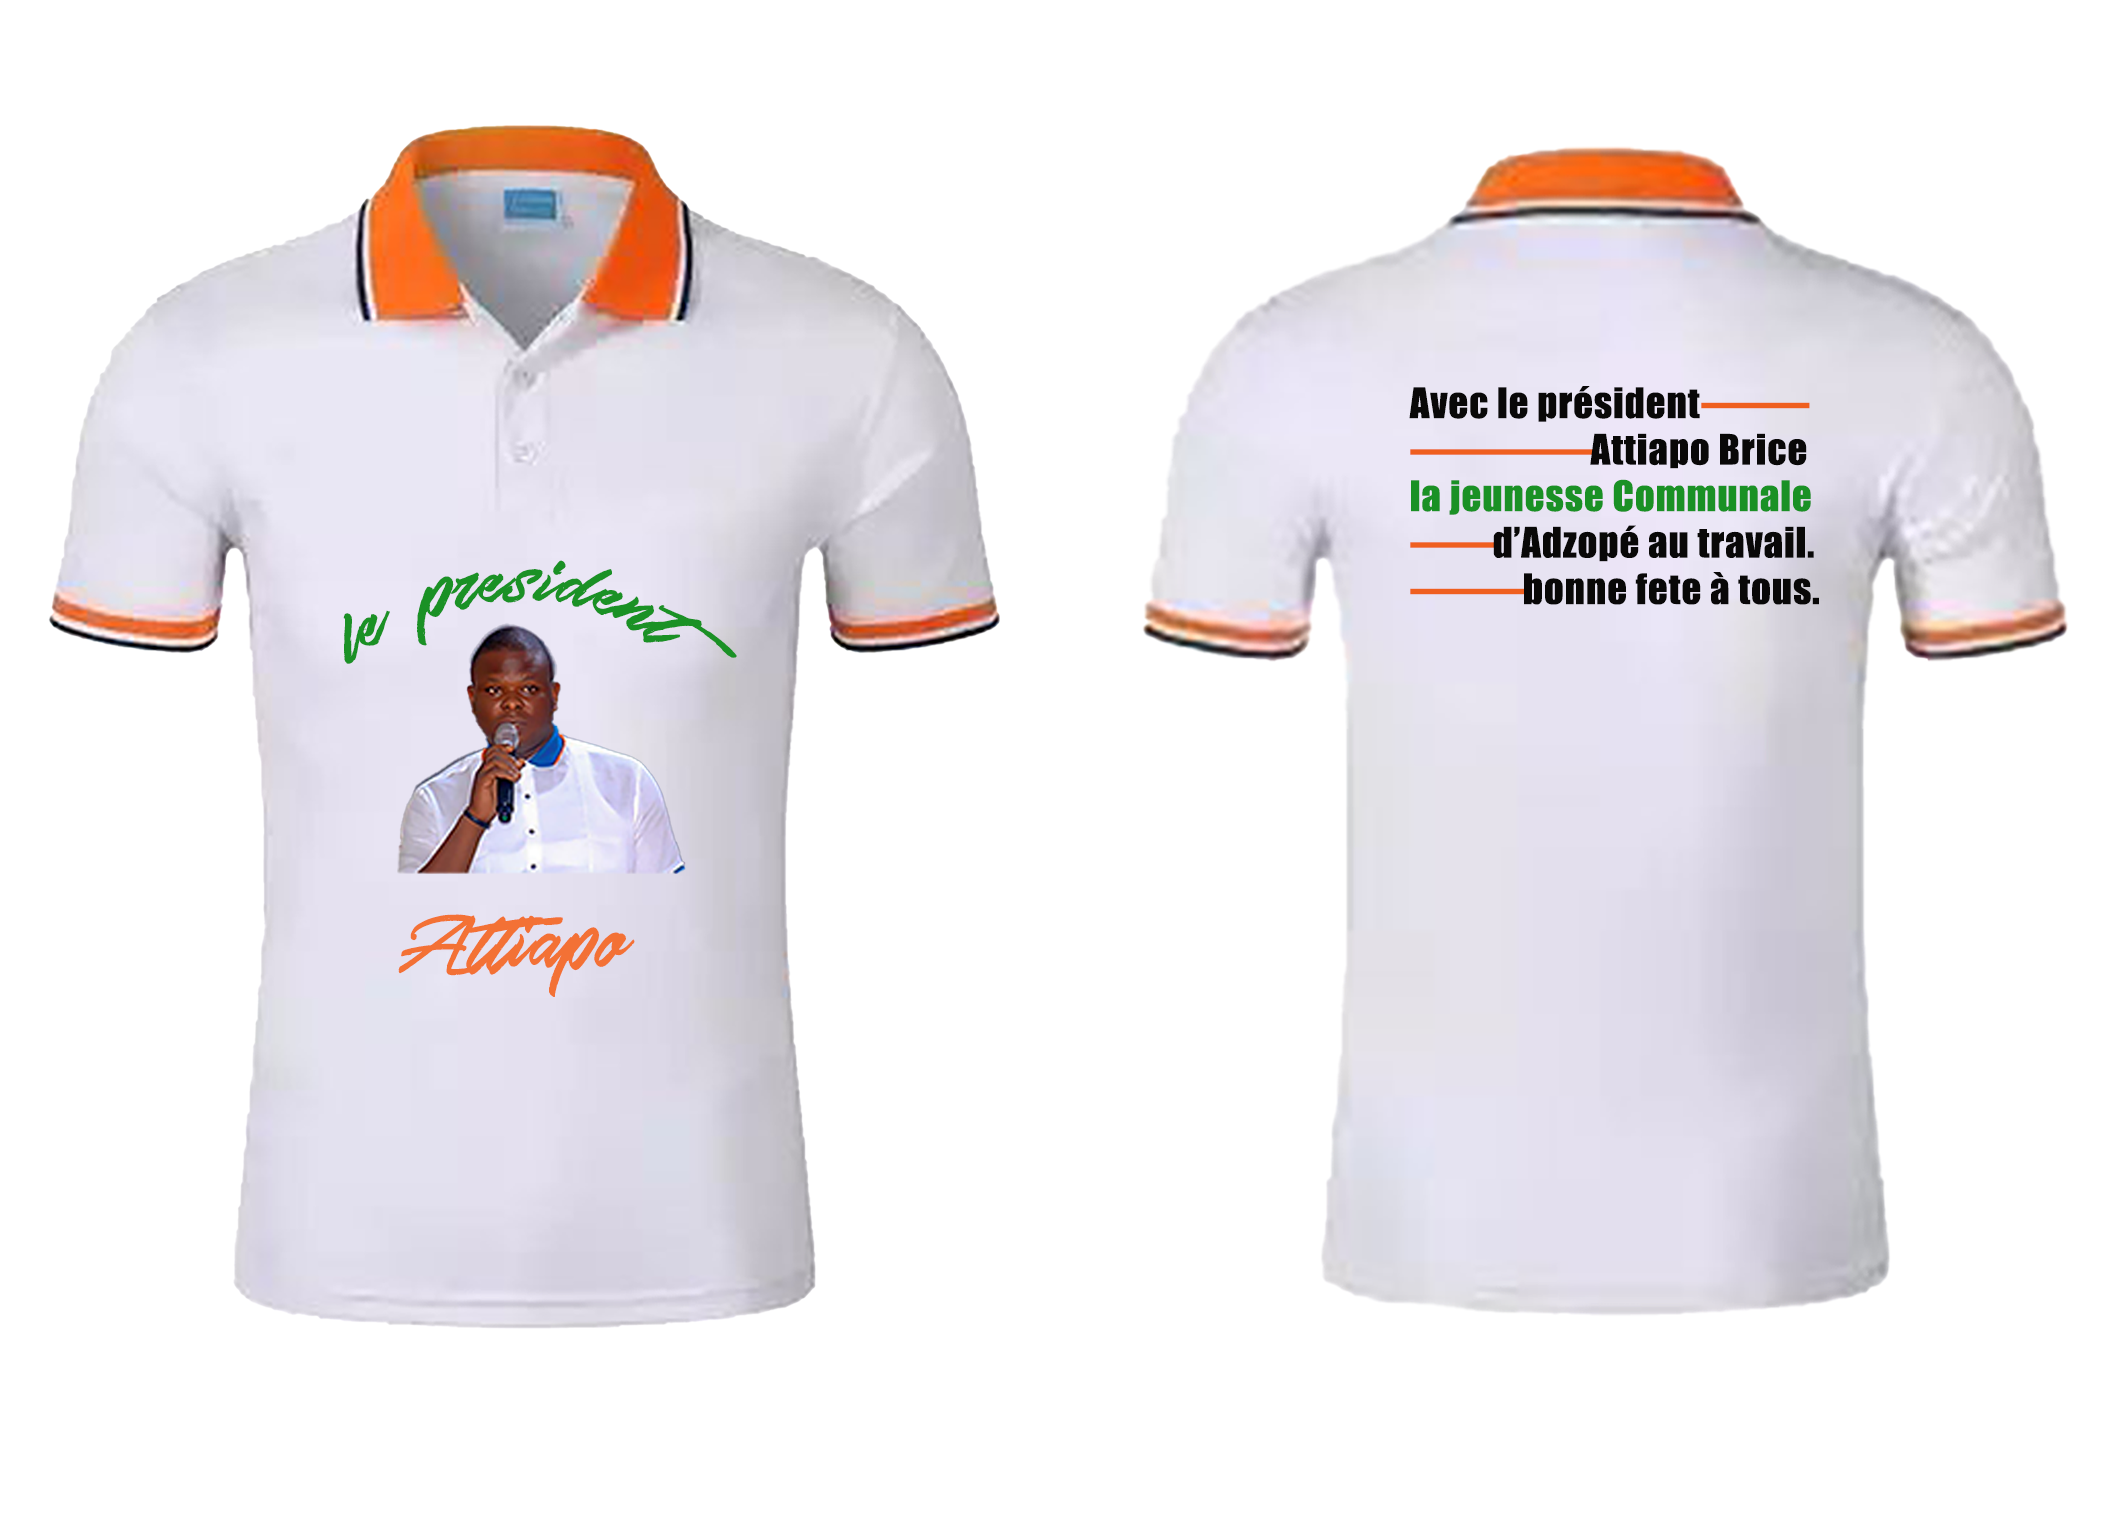 le president
Attiapo
Avec le président
Attiapo Brice
la jeunesse Communale
d'Adzopé au travail.
bonne fete à tous.